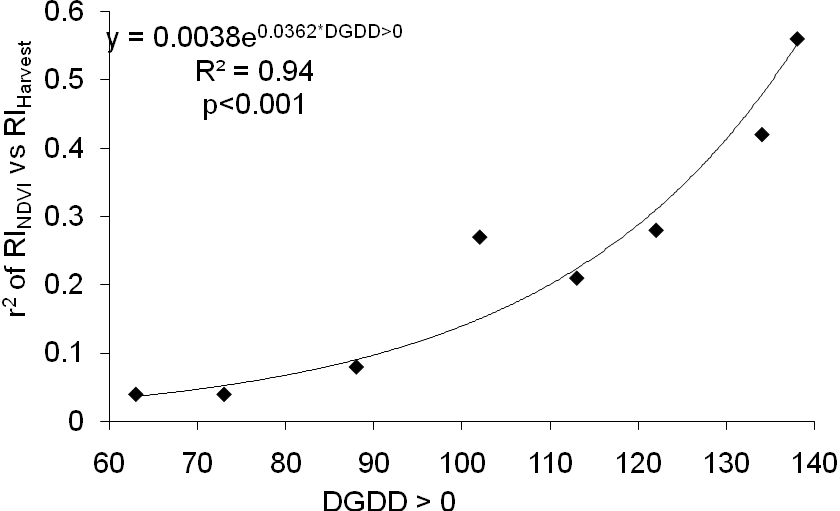 y = 0.0038e^0.0362*DGDD>0
R² = 0.94
p<0.001
r² of RI_NDVI vs RI_Harvest
0.6
0.5
0.4
0.3
0.2
0.1
0
60 70 80 90 100 110 120 130 140
DGDD > 0